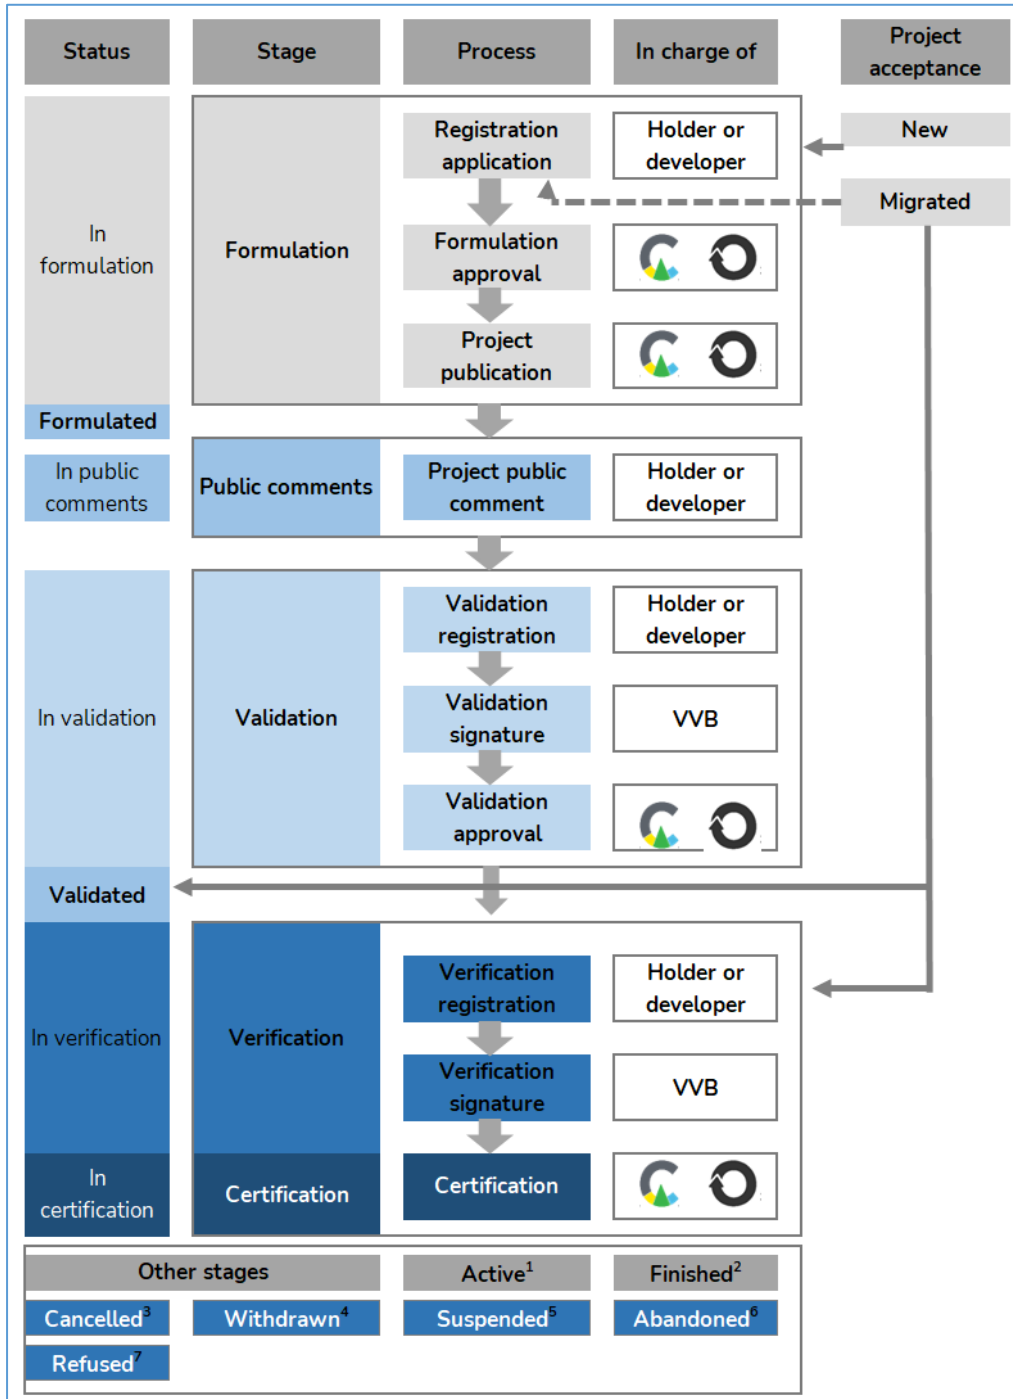 Status
Stage
Process
In charge of
Project
acceptance
In
formulation
Formulation
Registration
application
Holder or
developer
New
Migrated
Formulation
approval
Project
publication
Formulated
In public
comments
Public comments
Project public
comment
Holder or
developer
In validation
Validation
Validation
registration
Holder or
developer
Validation
signature
VVB
Validation
approval
Validated
In verification
Verification
Verification
registration
Holder or
developer
Verification
signature
VVB
In
certification
Certification
Certification
Other stages
Active1
Finished2
Cancelled3
Withdrawn4
Suspended5
Abandoned6
Refused7